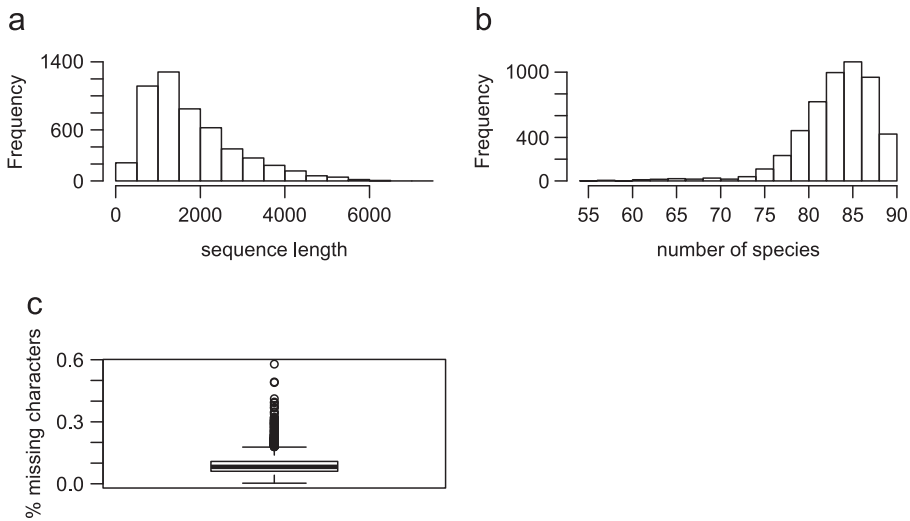 a
Frequency
1400
600
0
0 2000 4000 6000
sequence length
b
Frequency
1000
400
0
55 60 65 70 75 80 85 90
number of species
c
% missing characters
0.6
0.3
0.0